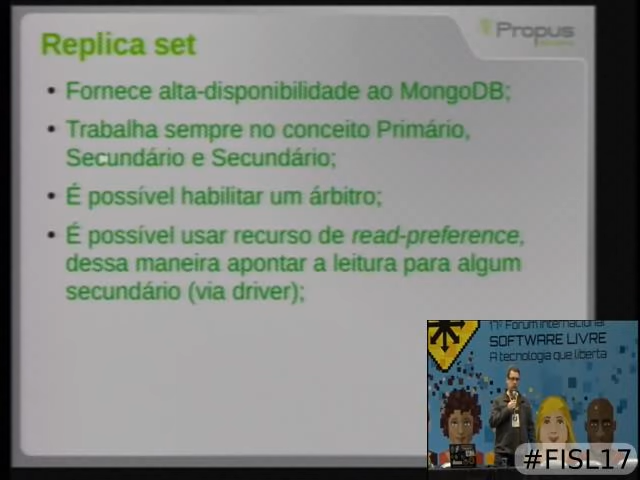 Replica set
Propus
• Fornece alta-disponibilidade ao MongoDB;
• Trabalha sempre no conceito Primário,
Secundário e Secundário;
• É possível habilitar um árbitro;
• É possível usar recurso de read-preference,
dessa maneira apontar a leitura para algum
secundário (via driver);
17º Fórum Internacional
SOFTWARE LIVRE
A tecnologia que liberta
#FISL17